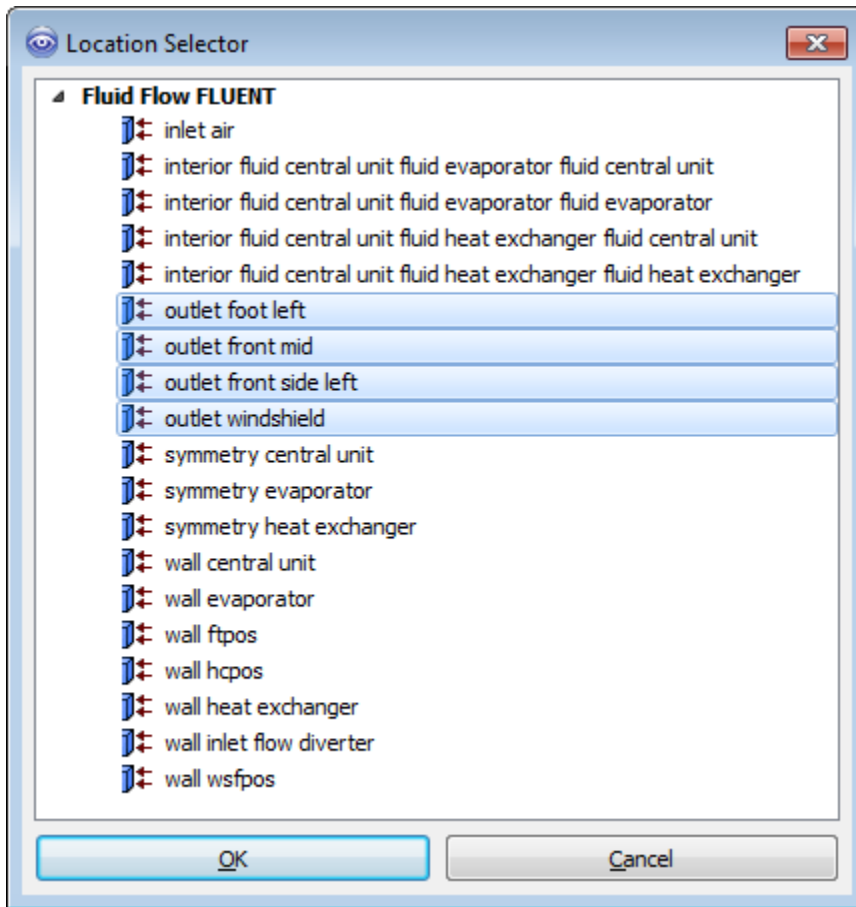 Location Selector
Fluid Flow FLUENT
inlet air
interior fluid central unit fluid evaporator fluid central unit
interior fluid central unit fluid evaporator fluid evaporator
interior fluid central unit fluid heat exchanger fluid central unit
interior fluid central unit fluid heat exchanger fluid heat exchanger
outlet foot left
outlet front mid
outlet front side left
outlet windshield
symmetry central unit
symmetry evaporator
symmetry heat exchanger
wall central unit
wall evaporator
wall ftpos
wall hcpos
wall heat exchanger
wall inlet flow diverter
wall wsfpos
OK Cancel